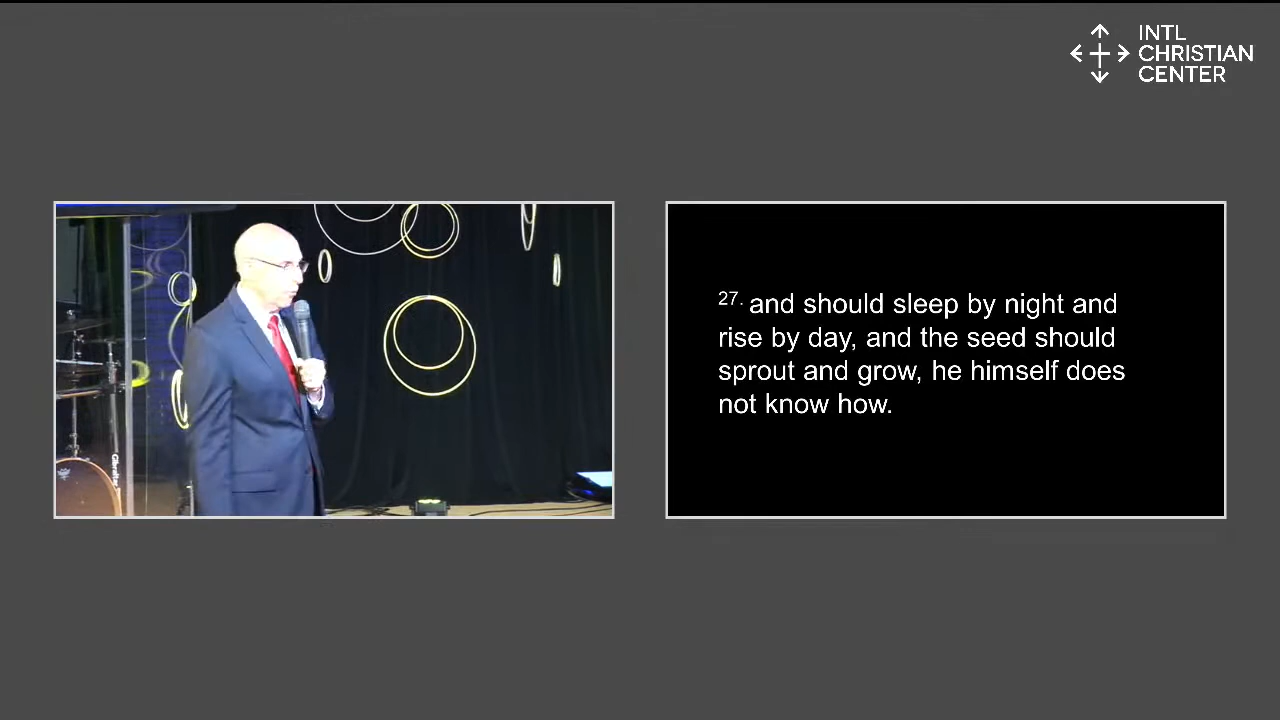 INTL
CHRISTIAN
CENTER
27. and should sleep by night and
rise by day, and the seed should
sprout and grow, he himself does
not know how.
Gibraltar